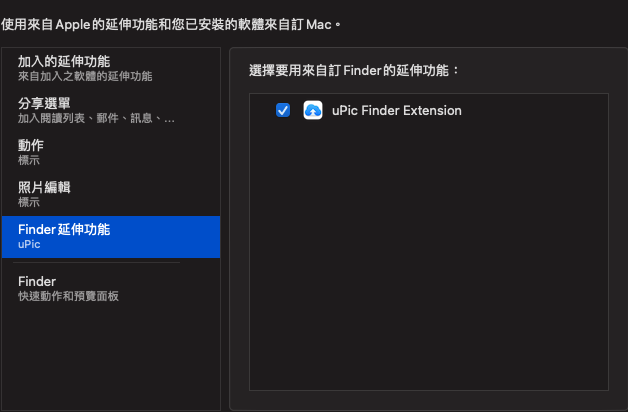 使用來自 Apple 的延伸功能和您已安裝的軟體來自訂 Mac。
加入的延伸功能
來自加入之軟體的延伸功能
分享選單
加入閱讀列表、郵件、訊息、...
動作
標示
照片編輯
標示
Finder 延伸功能
uPic
Finder
快速動作和預覽面板
選擇要用來自訂 Finder 的延伸功能：
uPic Finder Extension